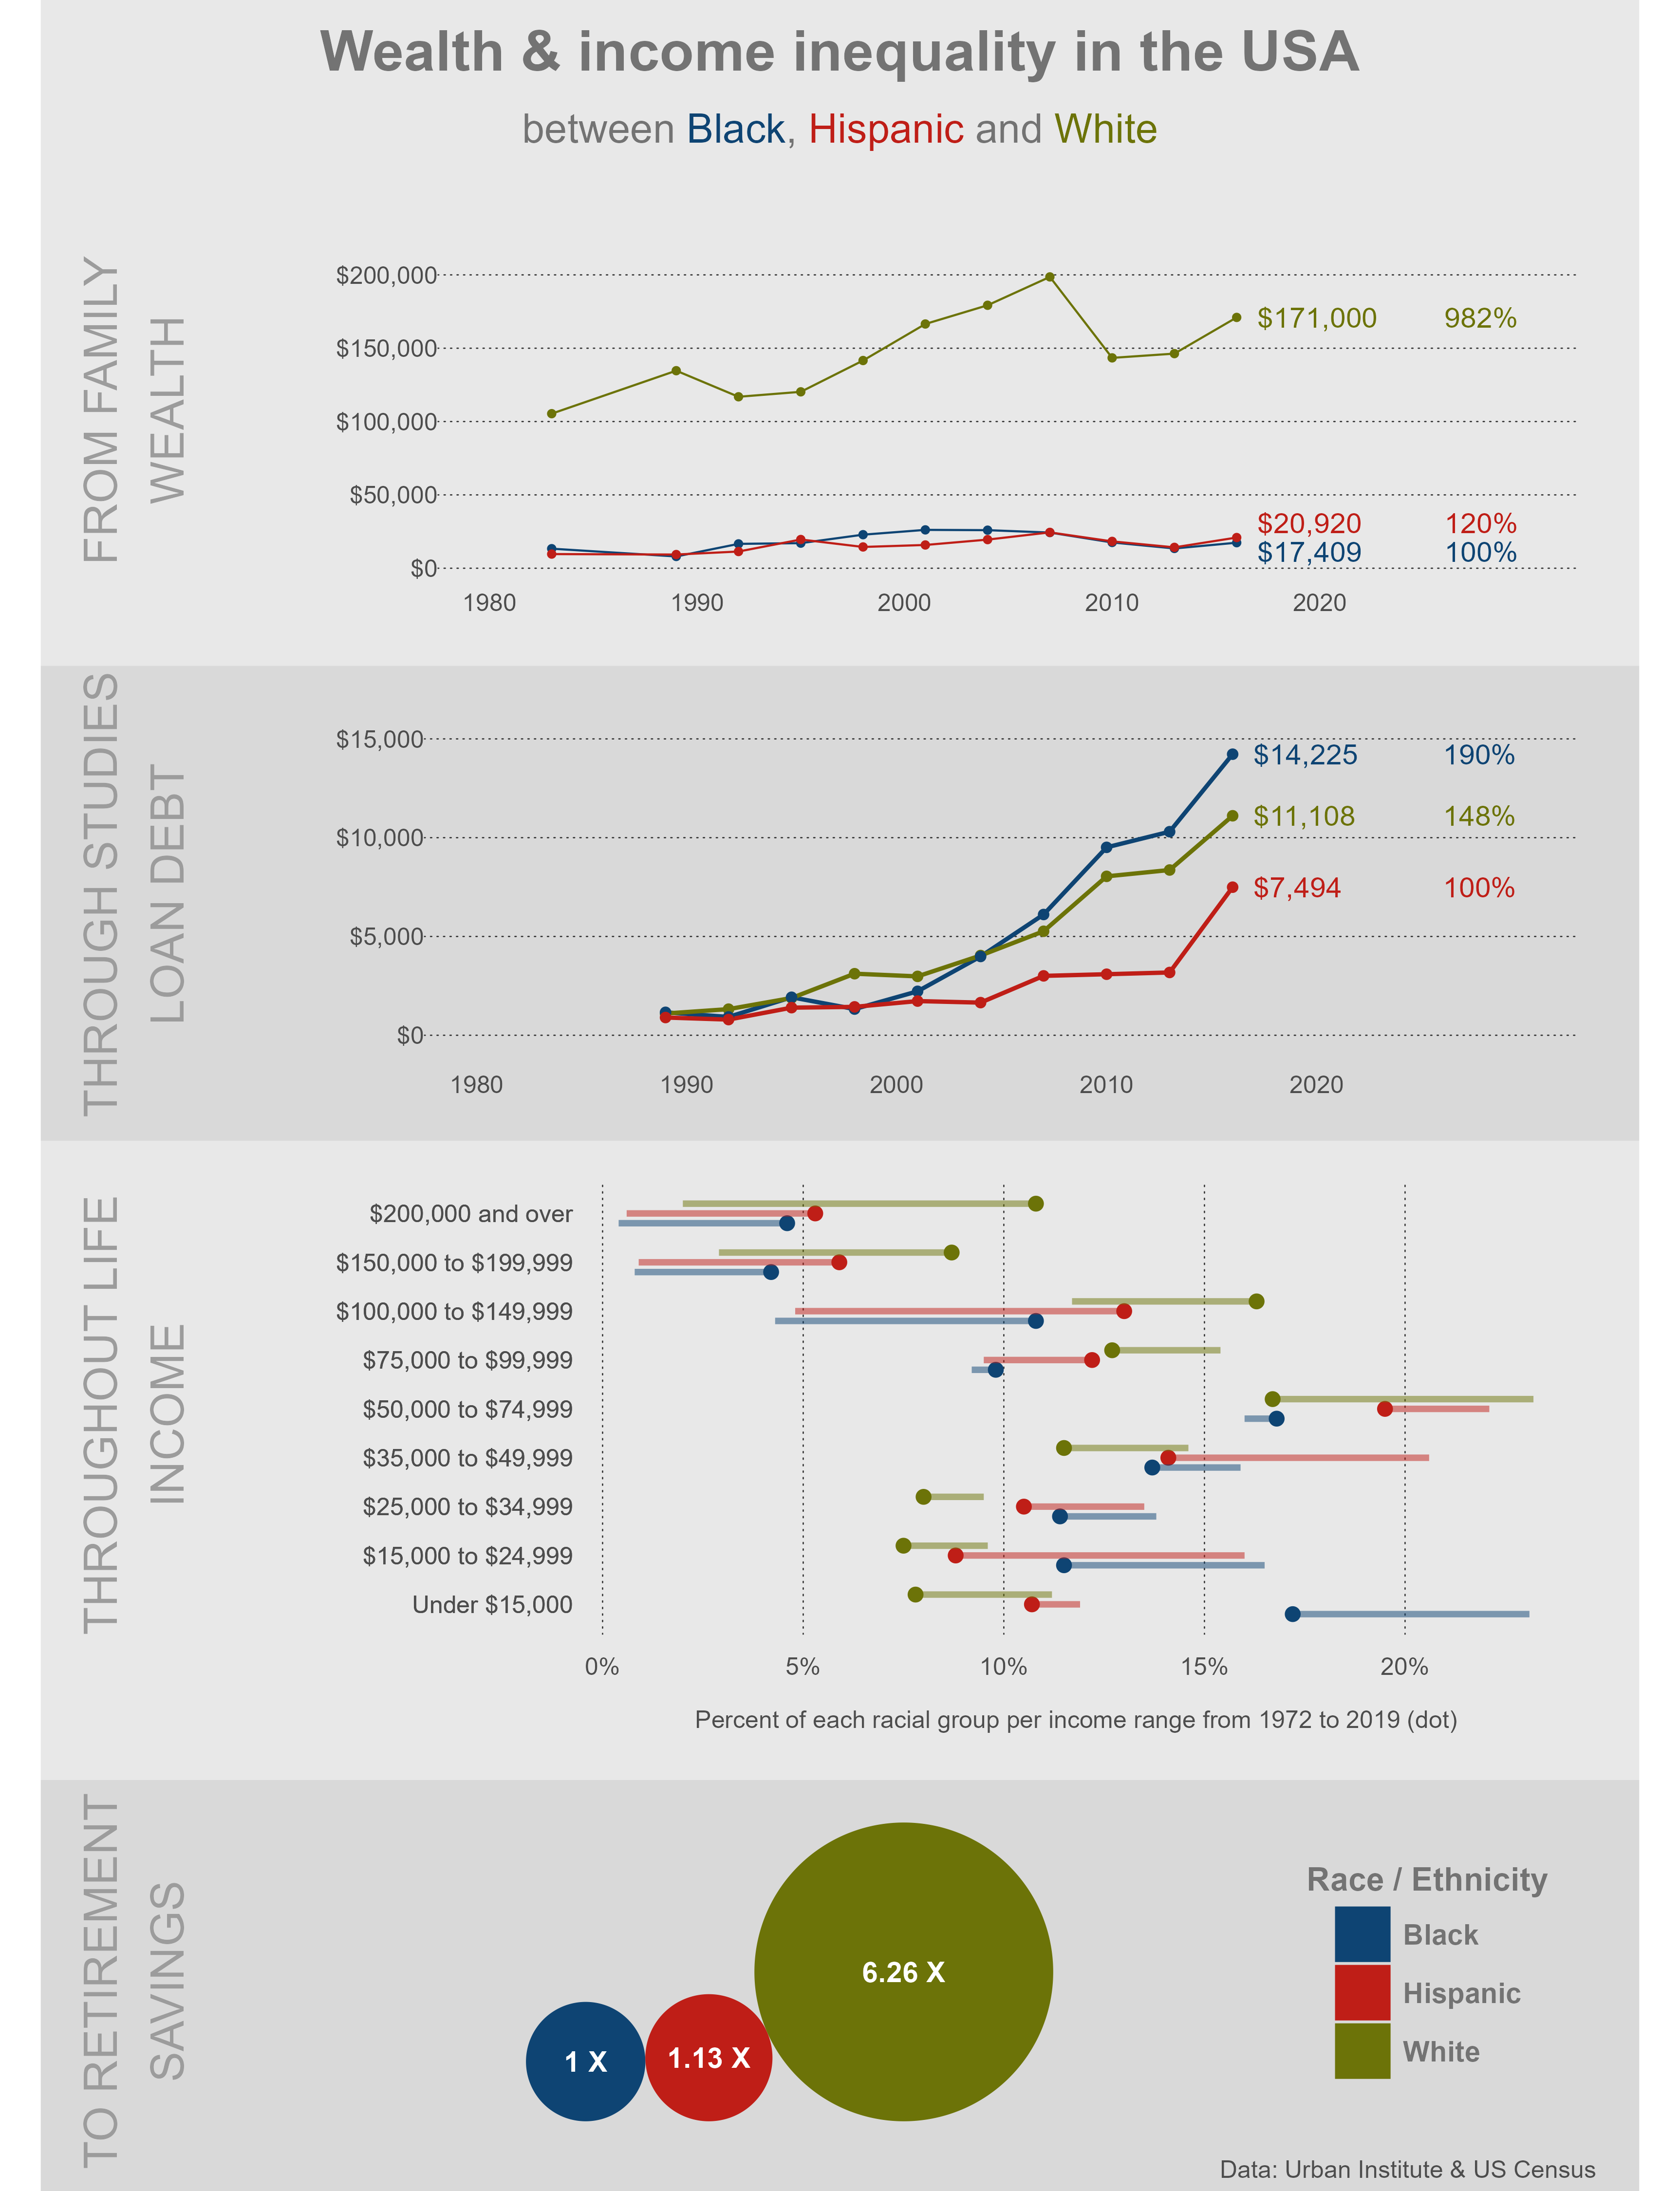 Wealth & income inequality in the USA
between Black, Hispanic and White
FROM FAMILY
WEALTH
$200,000
$150,000
$100,000
$50,000
$0
$171,000 982%
$20,920 120%
$17,409 100%
1980 1990 2000 2010 2020
THROUGH STUDIES
LOAN DEBT
$15,000
$10,000
$5,000
$0
$14,225 190%
$11,108 148%
$7,494 100%
1980 1990 2000 2010 2020
THROUGHOUT LIFE
INCOME
$200,000 and over
$150,000 to $199,999
$100,000 to $149,999
$75,000 to $99,999
$50,000 to $74,999
$35,000 to $49,999
$25,000 to $34,999
$15,000 to $24,999
Under $15,000
0% 5% 10% 15% 20%
Percent of each racial group per income range from 1972 to 2019 (dot)
TO RETIREMENT
SAVINGS
1 X
1.13 X
6.26 X
Race / Ethnicity
Black
Hispanic
White
Data: Urban Institute & US Census